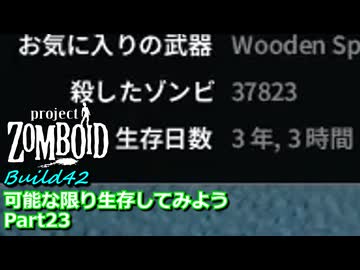 お気に入りの武器 Wooden Sp
殺したゾンビ 37823
生存日数 3 年, 3 時間
project
ZOMBOID
Build42
可能な限り生存してみよう
Part23